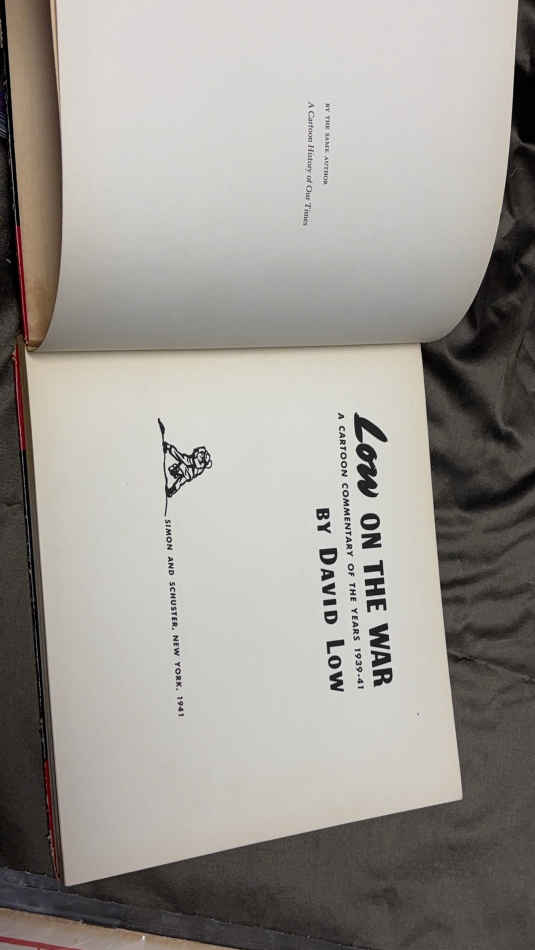 BY THE SAME AUTHOR
A Cartoon History of Our Times
Low ON THE WAR
A CARTOON COMMENTARY OF THE YEARS 1939-41
BY DAVID LOW
SIMON AND SCHUSTER, NEW YORK, 1941